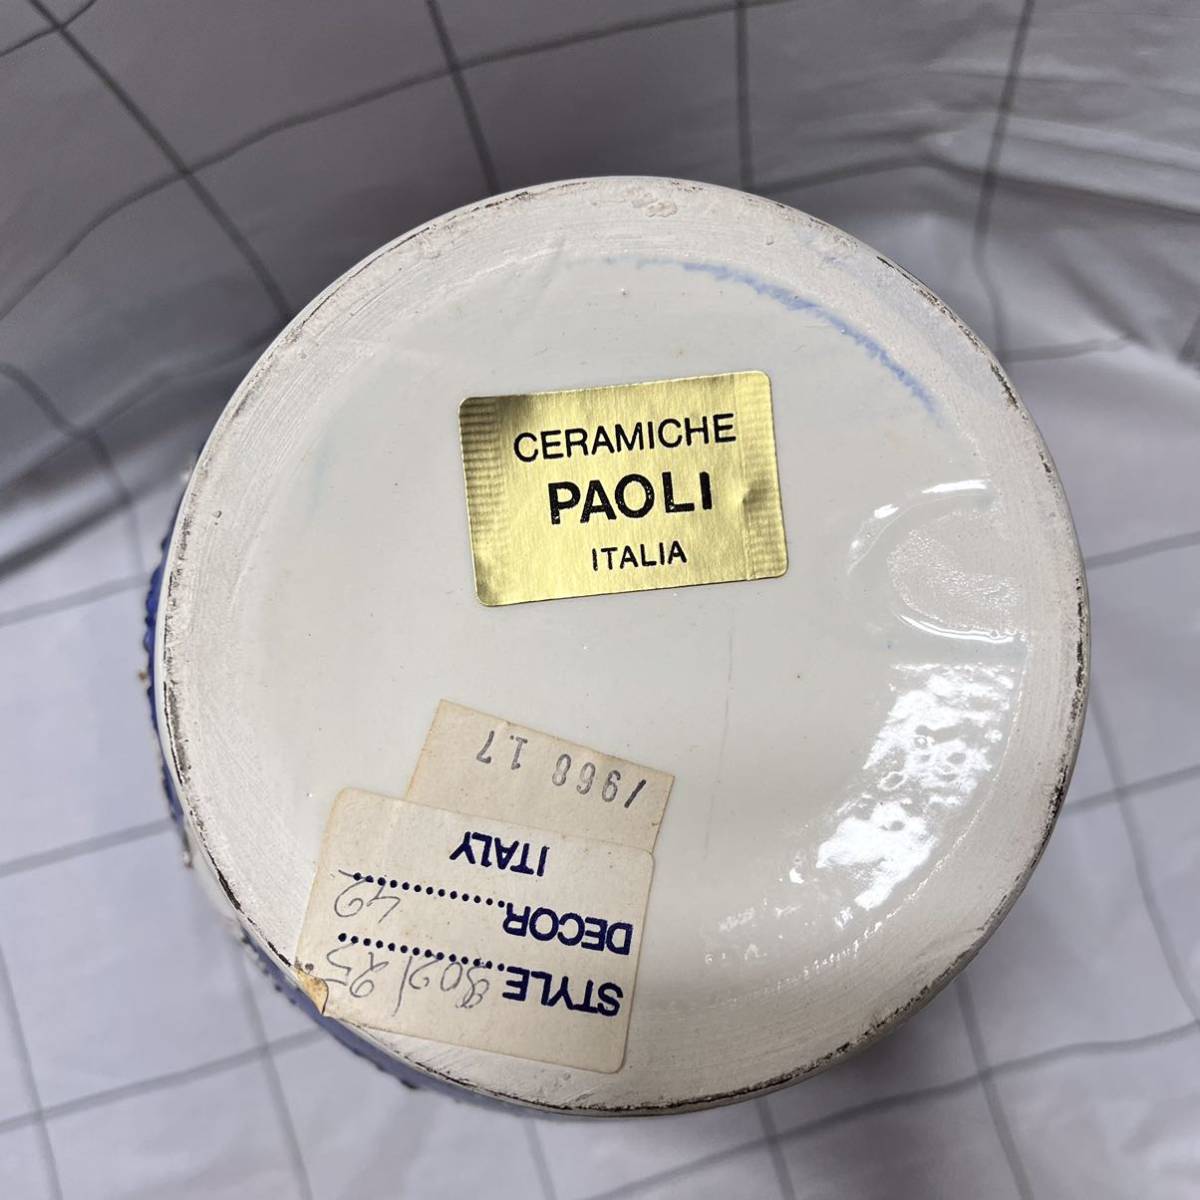 CERAMICHE
PAOLI
ITALIA
STYLE 802/25
DECOR 42
ITALY
1968 17